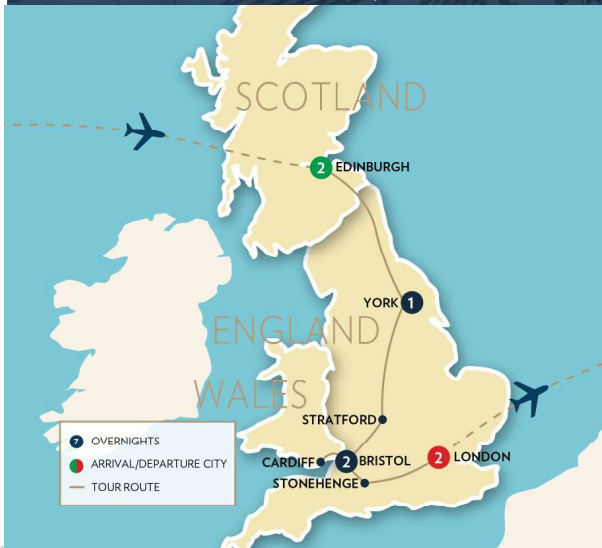 SCOTLAND
2 EDINBURGH
YORK 1
ENGLAND
WALES
STRATFORD
CARDIFF 2 BRISTOL
2 LONDON
STONEHENGE
7 OVERNIGHTS
ARRIVAL/DEPARTURE CITY
TOUR ROUTE